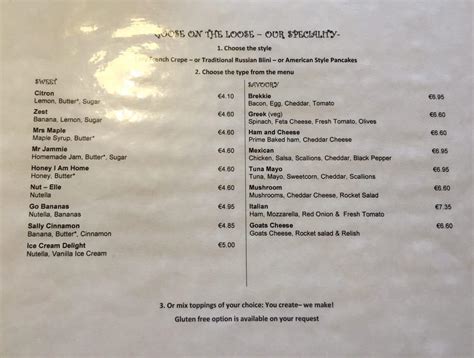 GOOSE ON THE LOOSE – OUR SPECIALITY-
1. Choose the style
French Crepe – or Traditional Russian Blini – or American Style Pancakes
2. Choose the type from the menu
SWEET
Citron €4.10
Lemon, Butter*, Sugar
Zest €4.60
Banana, Lemon, Sugar
Mrs Maple €4.60
Maple Syrup, Butter*
Mr Jammie €4.60
Homemade Jam, Butter*, Sugar
Honey I Am Home €4.60
Honey, Butter*
Nut – Elle €4.60
Nutella
Go Bananas €4.95
Nutella, Bananas
Sally Cinnamon €4.85
Banana, Butter*, Cinnamon
Ice Cream Delight €5.00
Nutella, Vanilla Ice Cream
SAVOURY
Brekkie €6.95
Bacon, Egg, Cheddar, Tomato
Greek (veg) €6.95
Spinach, Feta Cheese, Fresh Tomato, Olives
Ham and Cheese €6.60
Prime Baked ham, Cheddar Cheese
Mexican €6.95
Chicken, Salsa, Scallions, Cheddar, Black Pepper
Tuna Mayo €6.95
Tuna, Mayo, Sweetcorn, Cheddar, Scallions
Mushroom €6.60
Mushrooms, Cheddar Cheese, Rocket Salad
Italian €7.35
Ham, Mozzarella, Red Onion & Fresh Tomato
Goats Cheese €6.60
Goats Cheese, Rocket salad & Relish
3. Or mix toppings of your choice: You create– we make!
Gluten free option is available on your request